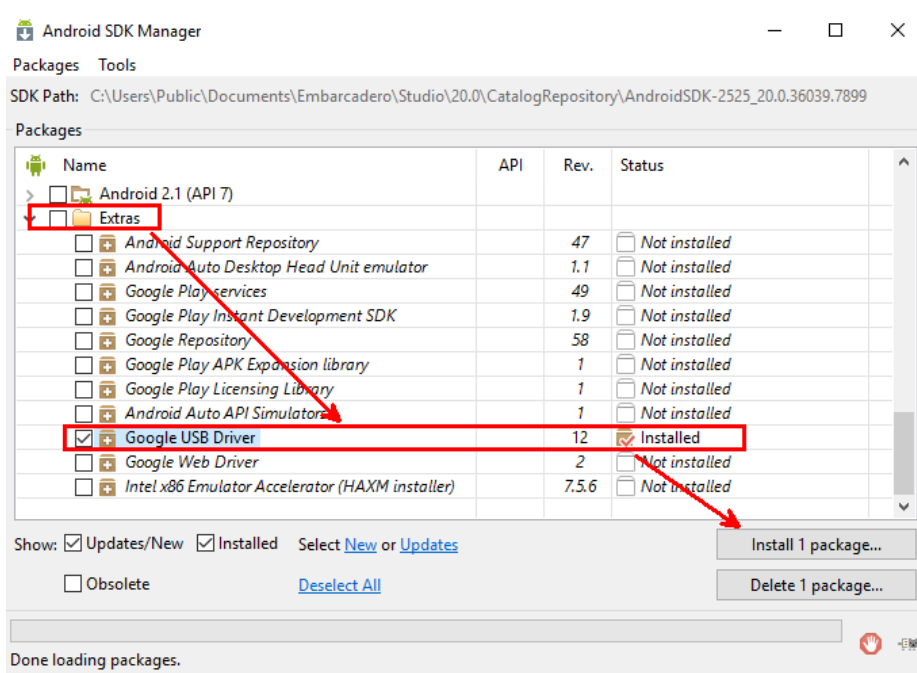 Android SDK Manager
Packages Tools
SDK Path: C:\Users\Public\Documents\Embarcadero\Studio\20.0\CatalogRepository\AndroidSDK-2525_20.0.36039.7899
Packages
Name API Rev. Status
Android 2.1 (API 7)
Extras
Android Support Repository 47 Not installed
Android Auto Desktop Head Unit emulator 1.1 Not installed
Google Play services 49 Not installed
Google Play Instant Development SDK 1.9 Not installed
Google Repository 58 Not installed
Google Play APK Expansion library 1 Not installed
Google Play Licensing Library 1 Not installed
Android Auto API Simulators 1 Not installed
Google USB Driver 12 Installed
Google Web Driver 2 Not installed
Intel x86 Emulator Accelerator (HAXM installer) 7.5.6 Not installed
Show: Updates/New Installed Select New or Updates Install 1 package...
Obsolete Deselect All Delete 1 package...
Done loading packages.